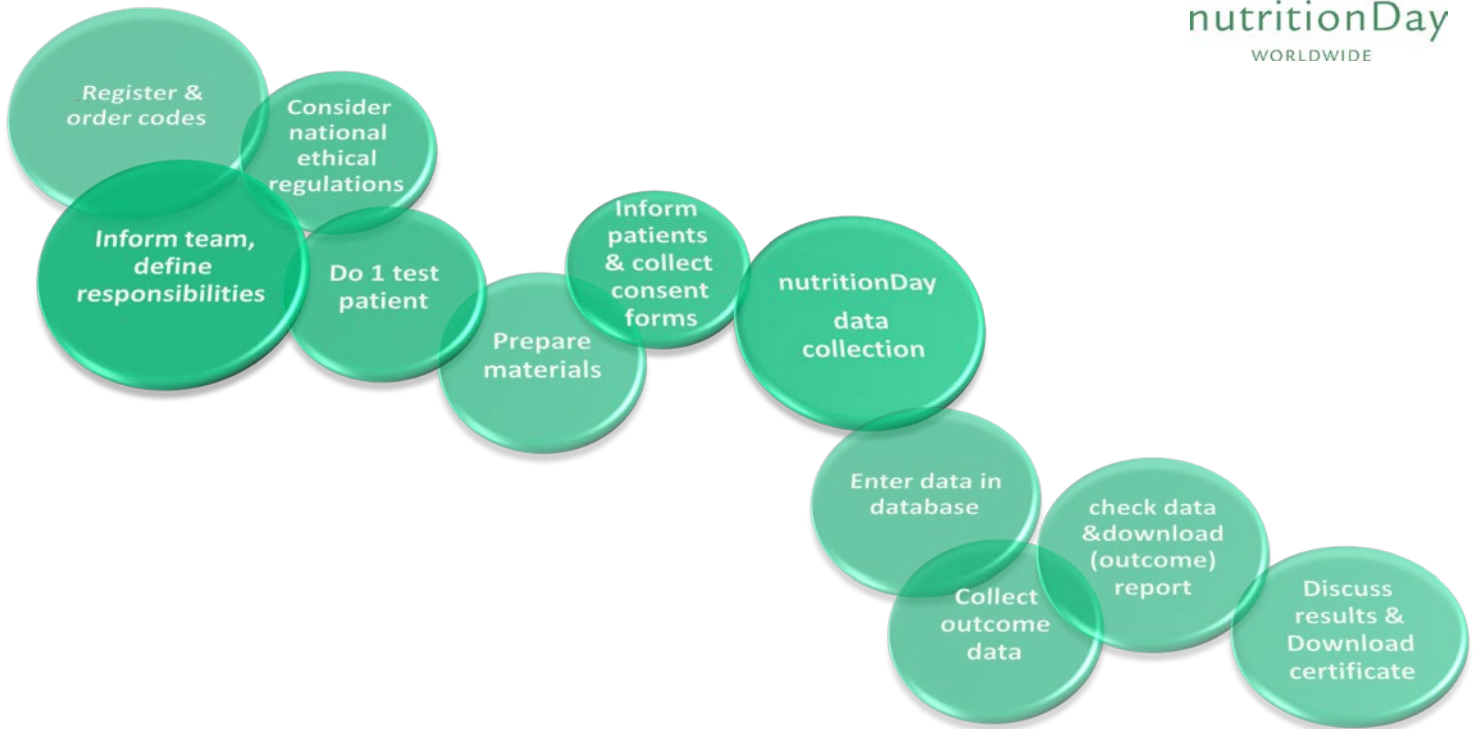 nutritionDay
WORLDWIDE
Register &
order codes
Consider
national
ethical
regulations
Inform team,
define
responsibilities
Do 1 test
patient
Prepare
materials
Inform
patients
& collect
consent
forms
nutritionDay
data
collection
Enter data in
database
Collect
outcome
data
check data
&download
(outcome)
report
Discuss
results &
Download
certificate